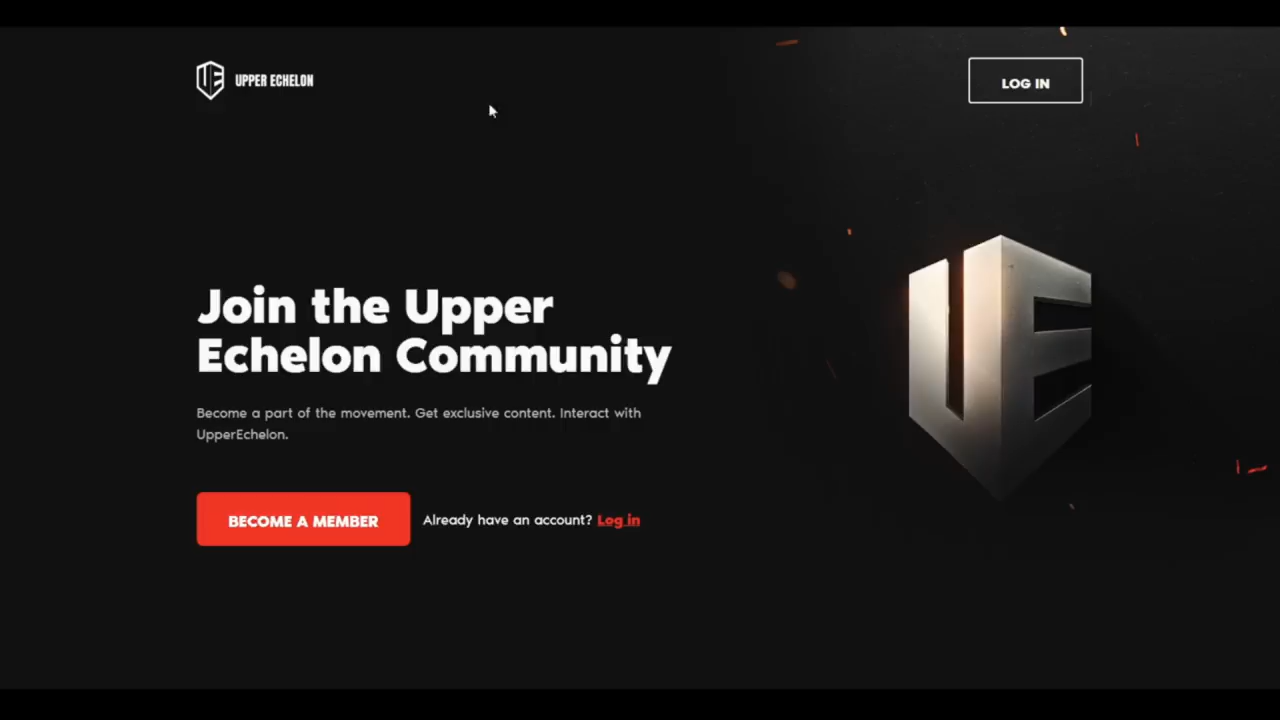 UPPER ECHELON
LOG IN
Join the Upper
Echelon Community
Become a part of the movement. Get exclusive content. Interact with
UpperEchelon.
BECOME A MEMBER
Already have an account? Log in
UE